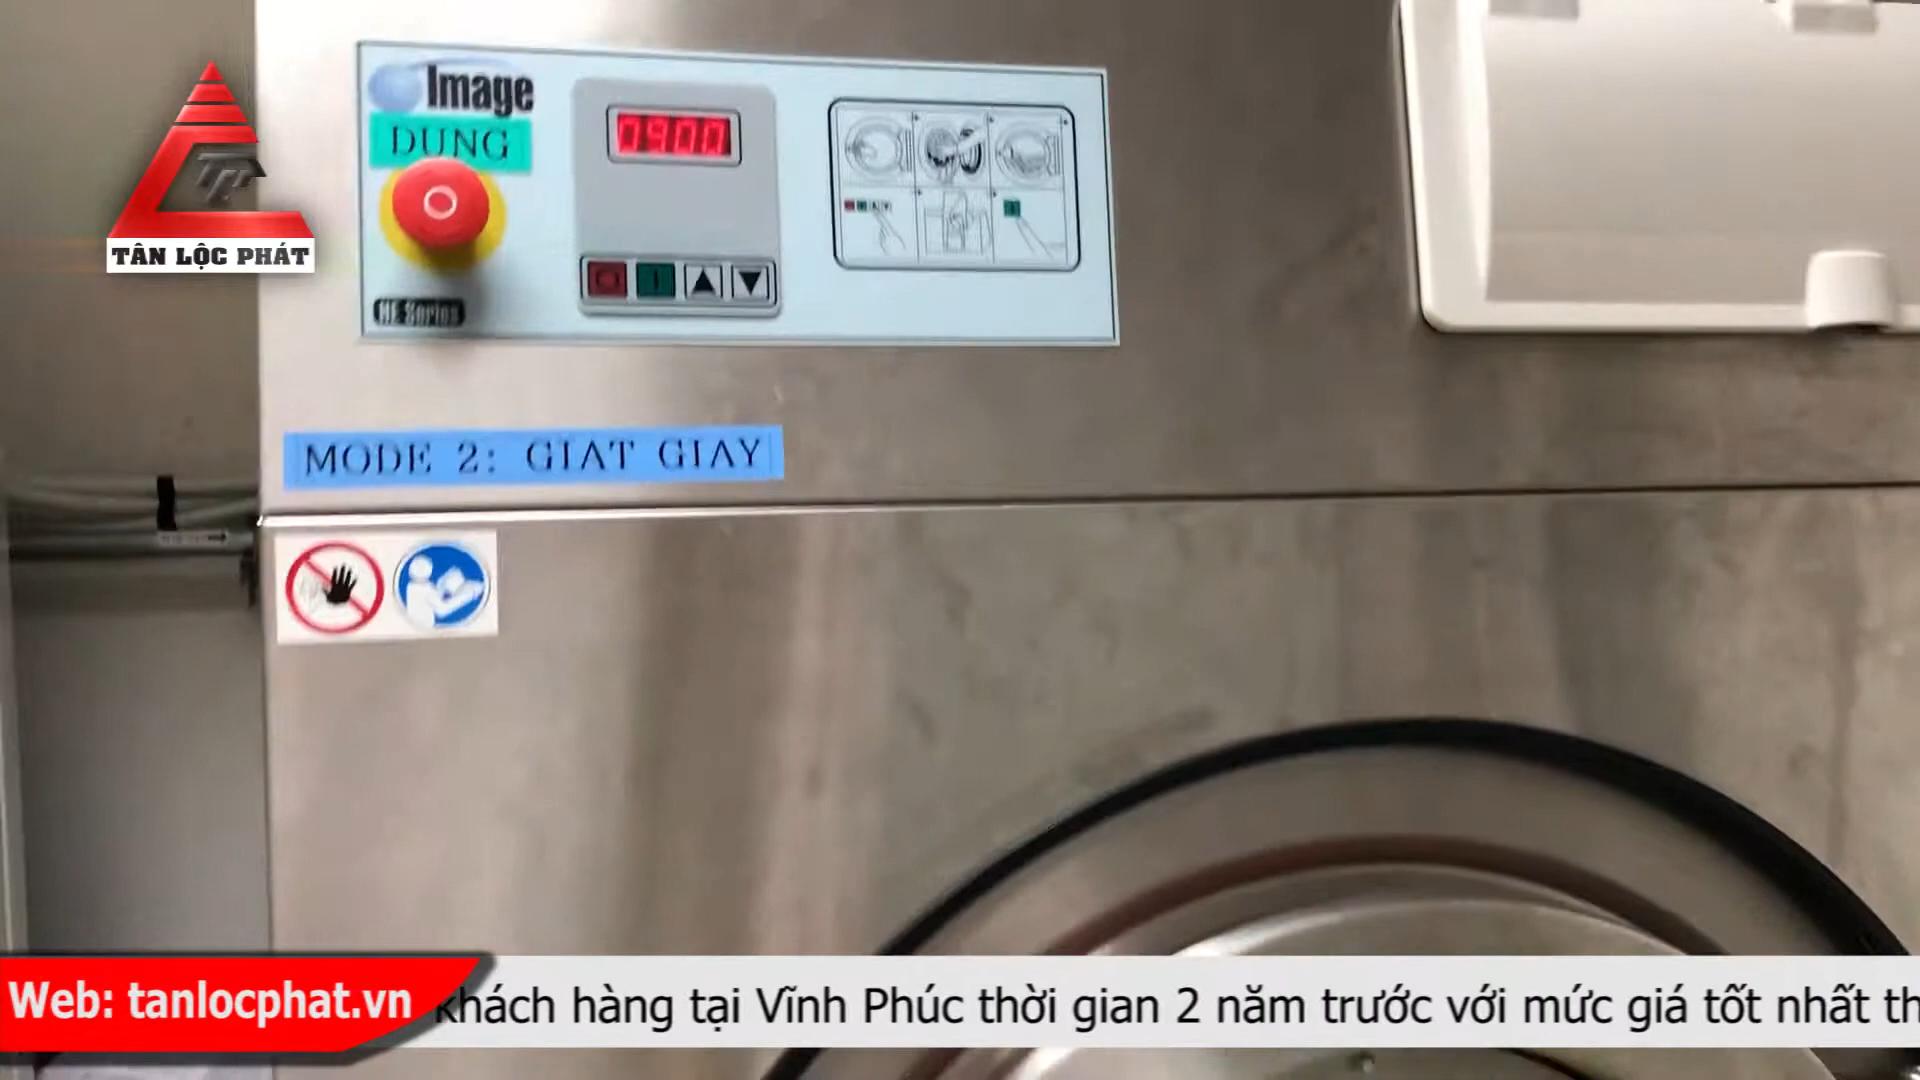 Image
DUNG
0900
HE Series
TÂN LỘC PHÁT
MODE 2: GIAT GIAY
Web: tanlocphat.vn
khách hàng tại Vĩnh Phúc thời gian 2 năm trước với mức giá tốt nhất th